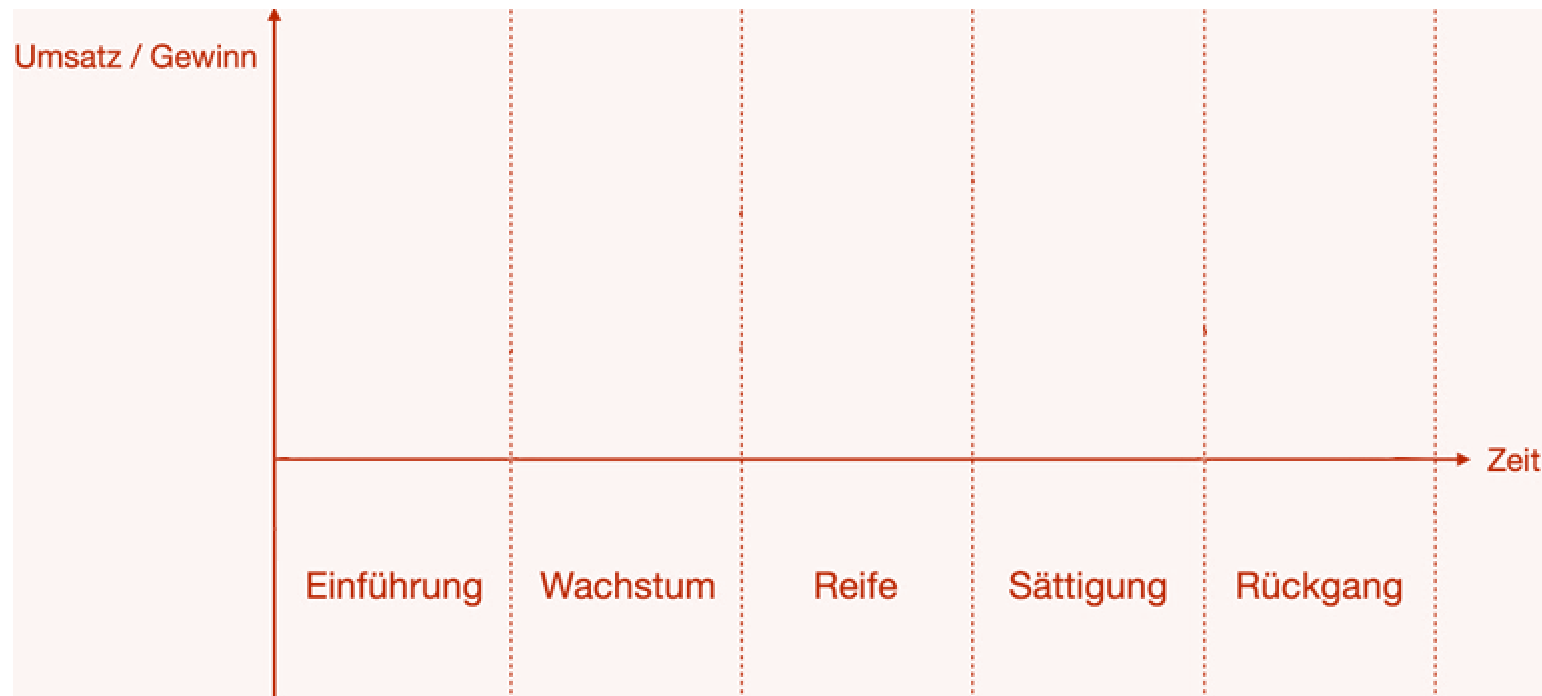 Umsatz / Gewinn
Zeit
Einführung
Wachstum
Reife
Sättigung
Rückgang